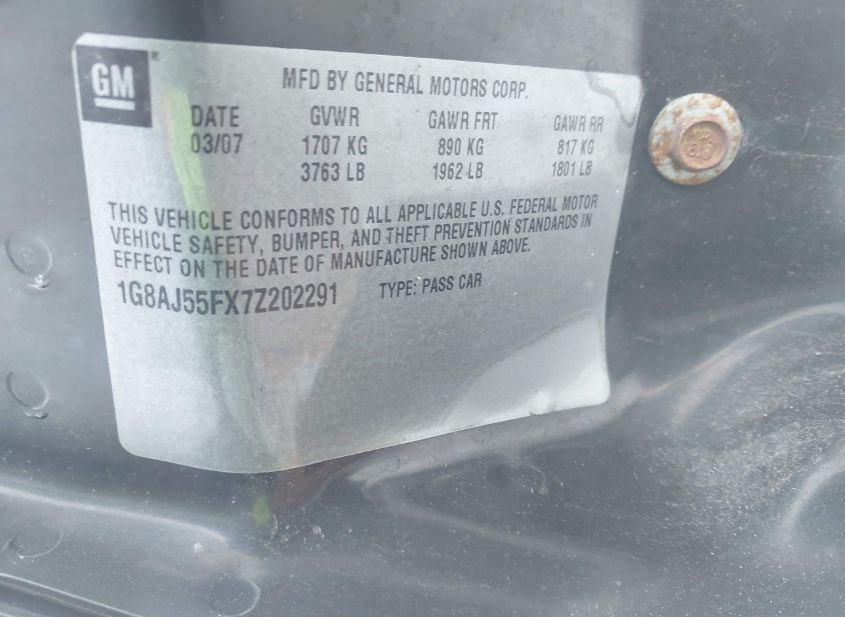 GM
MFD BY GENERAL MOTORS CORP.
DATE GVWR GAWR FRT GAWR RR
03/07 1707 KG 890 KG 817 KG
3763 LB 1962 LB 1801 LB
THIS VEHICLE CONFORMS TO ALL APPLICABLE U.S. FEDERAL MOTOR
VEHICLE SAFETY, BUMPER, AND THEFT PREVENTION STANDARDS IN
EFFECT ON THE DATE OF MANUFACTURE SHOWN ABOVE.
1G8AJ55FX7Z202291 TYPE: PASS CAR